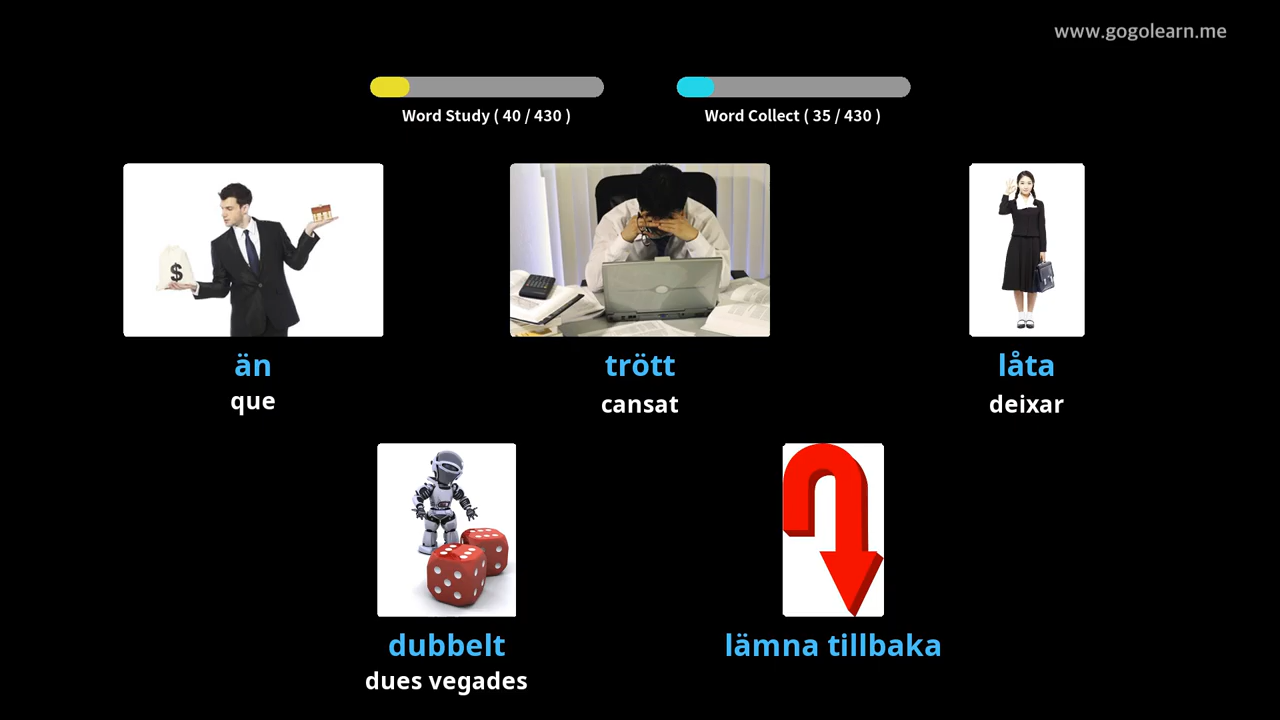 www.gogolearn.me
Word Study ( 40 / 430 )
Word Collect ( 35 / 430 )
$
än
que
trött
cansat
låta
deixar
dubbelt
dues vegades
lämna tillbaka